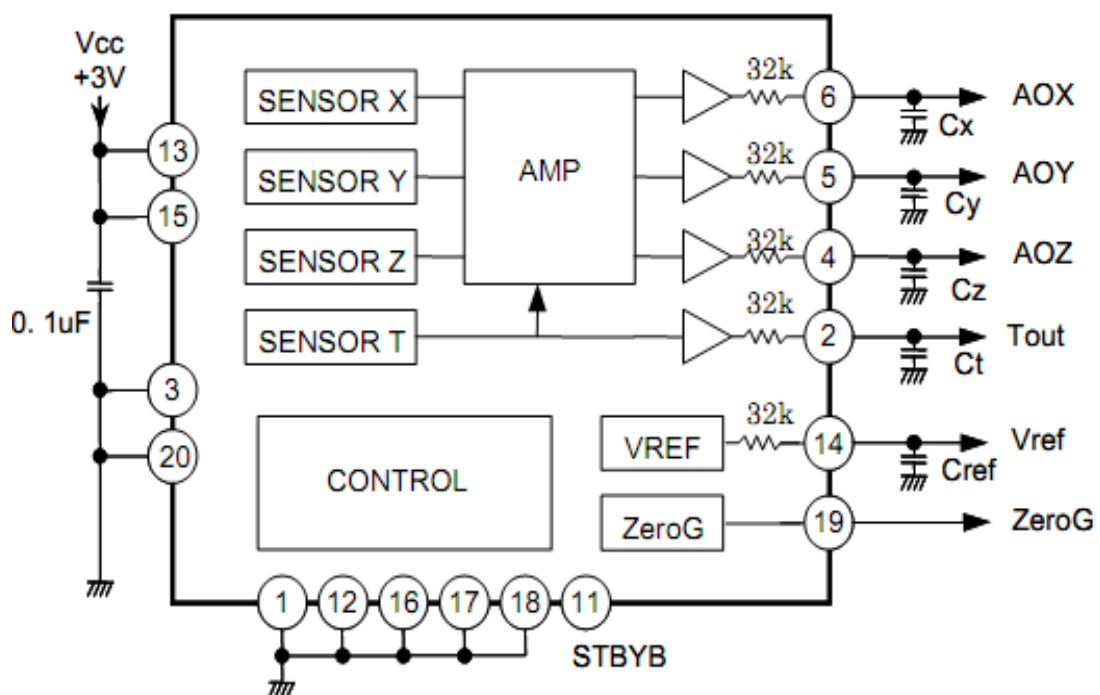 Vcc
+3V
13
15
0. 1uF
3
20
SENSOR X
SENSOR Y
SENSOR Z
SENSOR T
AMP
CONTROL
VREF
ZeroG
32k
6
Cx
AOX
32k
5
Cy
AOY
32k
4
Cz
AOZ
32k
2
Ct
Tout
32k
14
Cref
Vref
19
ZeroG
1 12 16 17 18 11
STBYB